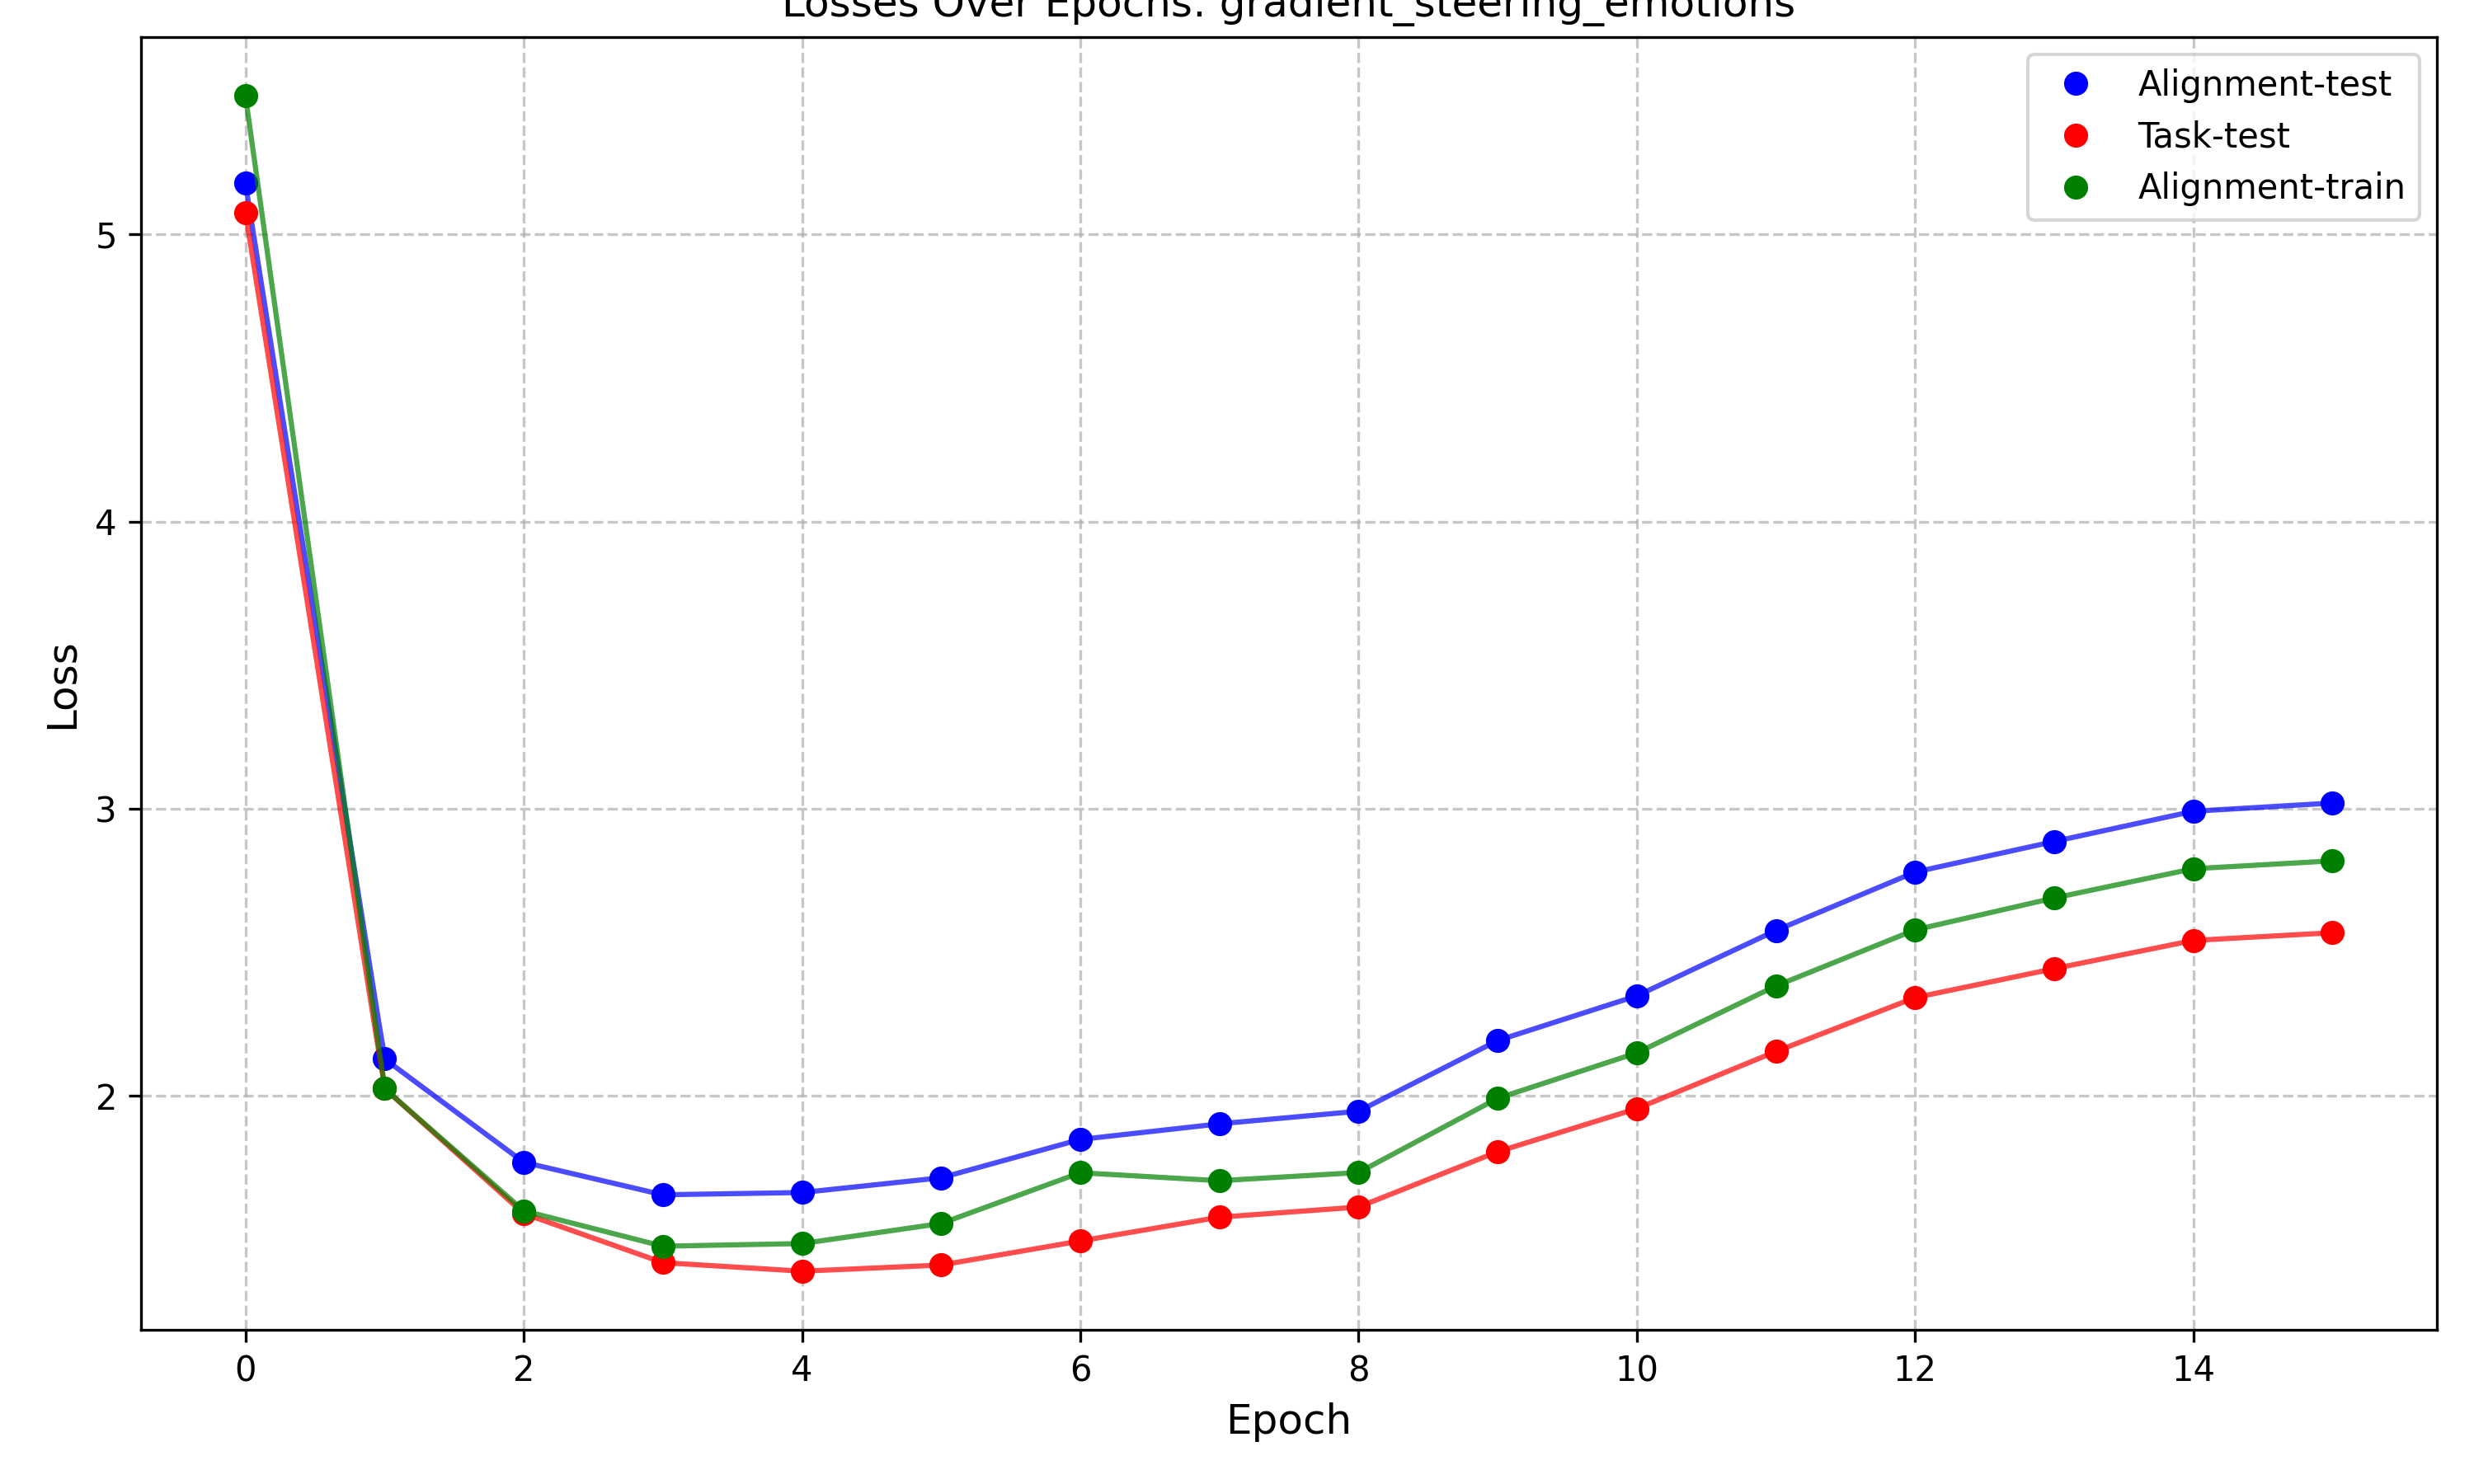 Losses Over Epochs: gradient_steering_emotions
Alignment-test
Task-test
Alignment-train
5
4
3
2
Loss
0 2 4 6 8 10 12 14
Epoch